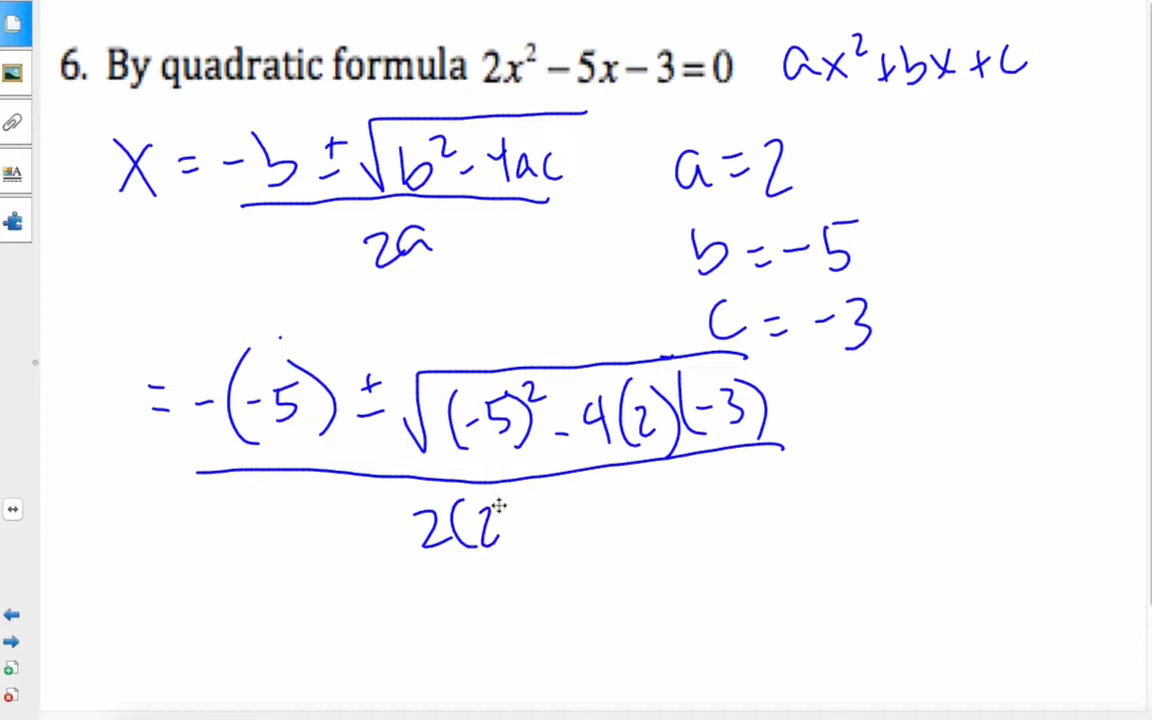 6. By quadratic formula 2x² − 5x − 3 = 0 ax² + bx + c
x = -b ± √b² - 4ac
2a
a = 2
b = -5
c = -3
= -(-5) ± √(-5)² - 4(2)(-3)
2(2